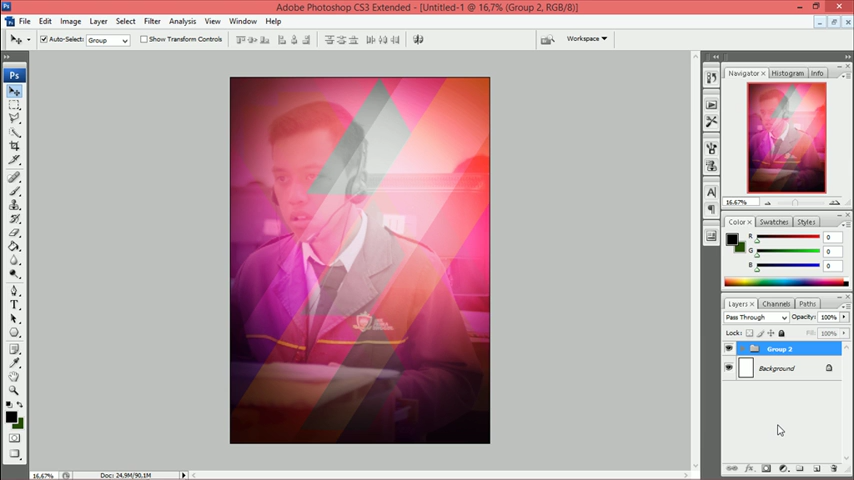 Adobe Photoshop CS3 Extended - [Untitled-1 @ 16,7% (Group 2, RGB/8)]
File Edit Image Layer Select Filter Analysis View Window Help
Auto-Select: Group Show Transform Controls Workspace
Ps
Navigator Histogram Info
16.67%
Color Swatches Styles
R 0
G 0
B 0
Layers Channels Paths
Pass Through Opacity: 100%
Lock: Fill: 100%
Group 2
Background
16.67% Doc: 24,9M/90,1M